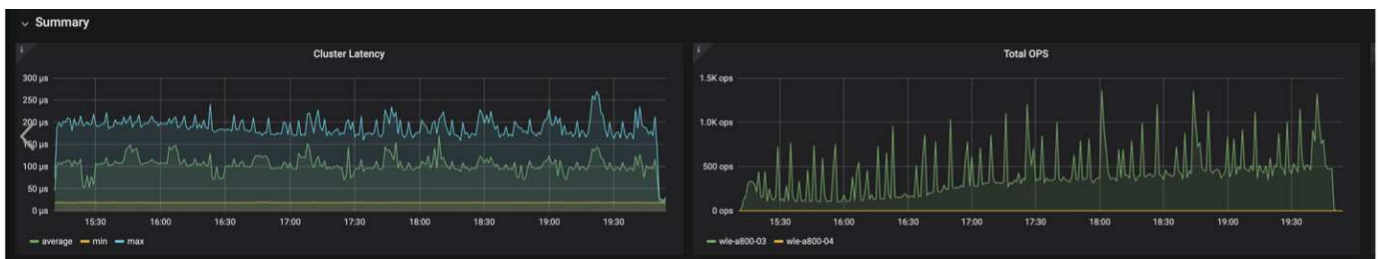 Summary
i
Cluster Latency
300 µs
250 µs
200 µs
150 µs
100 µs
50 µs
0 µs
15:30 16:00 16:30 17:00 17:30 18:00 18:30 19:00 19:30
average min max
i
Total OPS
1.5K ops
1.0K ops
500 ops
0 ops
15:30 16:00 16:30 17:00 17:30 18:00 18:30 19:00 19:30
wle-a800-03 wle-a800-04